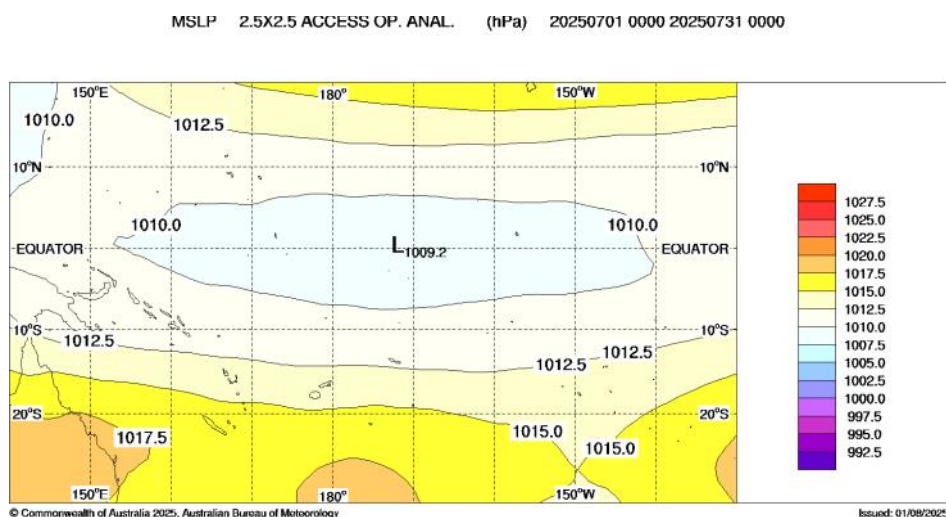 MSLP 2.5X2.5 ACCESS OP. ANAL. (hPa) 20250701 0000 20250731 0000
150°E 180° 150°W
1010.0
1012.5
10°N 10°N
1010.0 1010.0
EQUATOR L1009.2 EQUATOR
10°S 10°S
1012.5 1012.5 1012.5
20°S 20°S
1017.5 1015.0 1015.0
150°E 180° 150°W
1027.5
1025.0
1022.5
1020.0
1017.5
1015.0
1012.5
1010.0
1007.5
1005.0
1002.5
1000.0
997.5
995.0
992.5
© Commonwealth of Australia 2025, Australian Bureau of Meteorology Issued: 01/08/2025